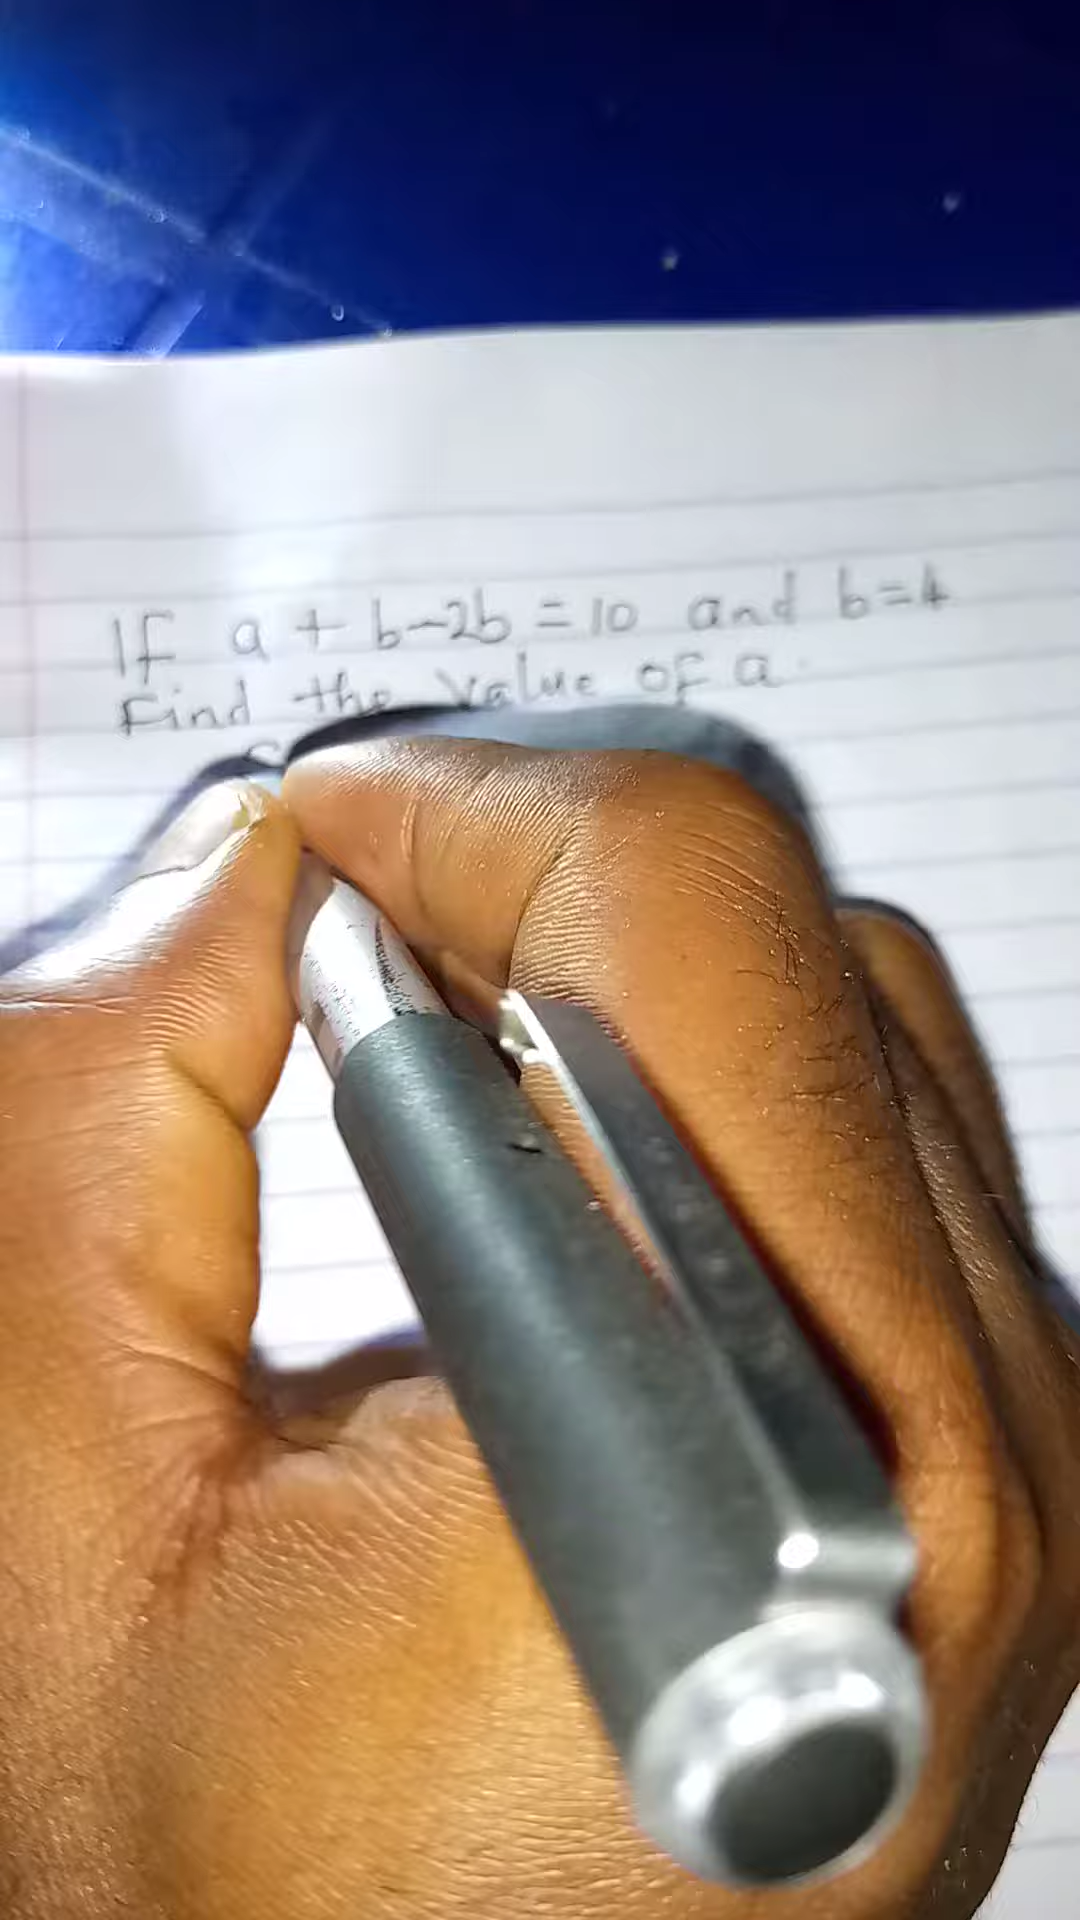 If a + b-2b = 10 and b=4
Find the value of a.